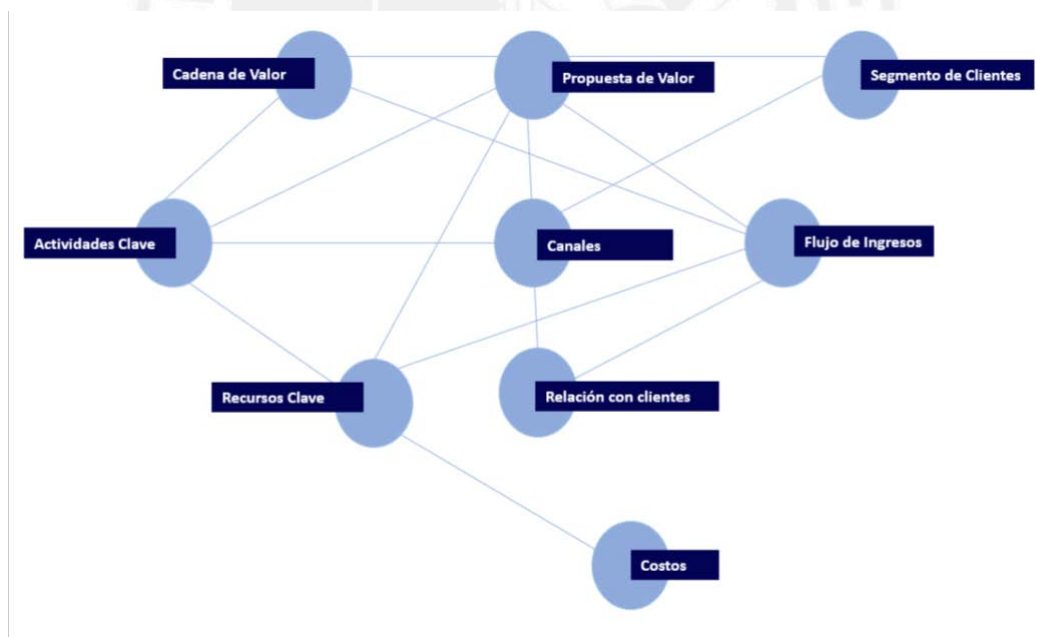 Cadena de Valor
Propuesta de Valor
Segmento de Clientes
Actividades Clave
Canales
Flujo de Ingresos
Recursos Clave
Relación con clientes
Costos